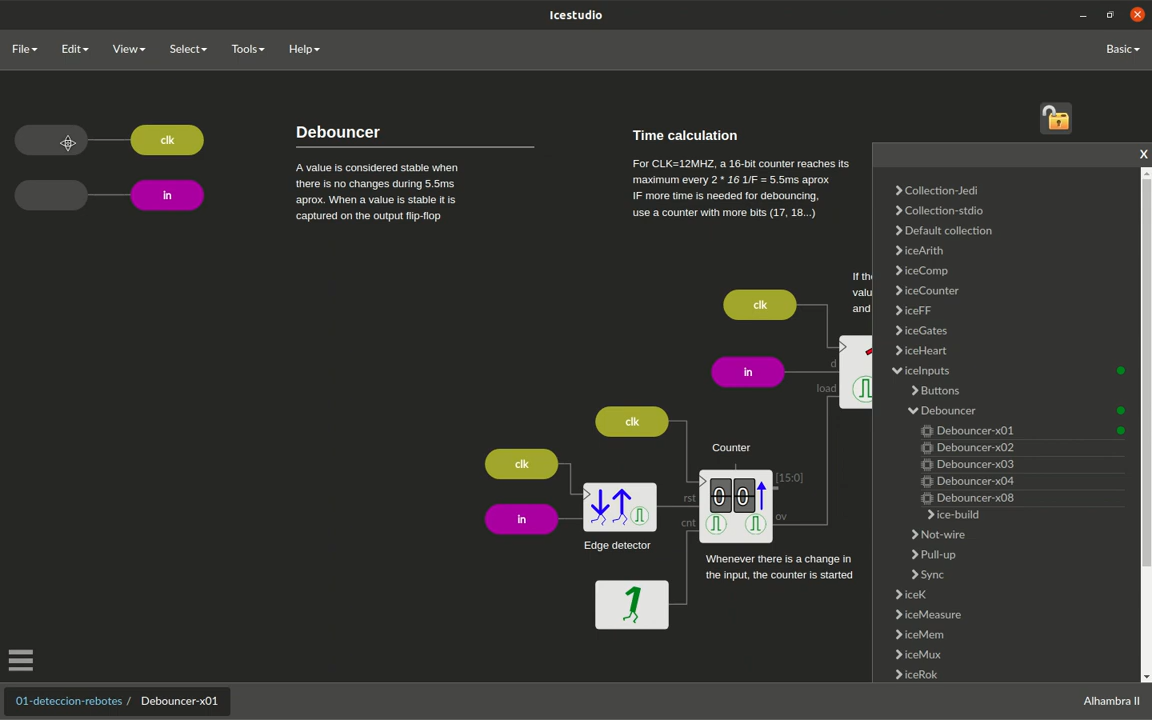 Icestudio
File Edit View Select Tools Help Basic
clk
in
Debouncer
A value is considered stable when
there is no changes during 5.5ms
aprox. When a value is stable it is
captured on the output flip-flop
Time calculation
For CLK=12MHZ, a 16-bit counter reaches its
maximum every 2 * 16 1/F = 5.5ms aprox
IF more time is needed for debouncing,
use a counter with more bits (17, 18...)
If the
valu
and
clk
in
d
load
clk
Counter
[15:0]
0 0
rst
cnt
ov
clk
in
Edge detector
Whenever there is a change in
the input, the counter is started
1
X
Collection-Jedi
Collection-stdio
Default collection
iceArith
iceComp
iceCounter
iceFF
iceGates
iceHeart
iceInputs
Buttons
Debouncer
Debouncer-x01
Debouncer-x02
Debouncer-x03
Debouncer-x04
Debouncer-x08
ice-build
Not-wire
Pull-up
Sync
iceK
iceMeasure
iceMem
iceMux
iceRok
01-deteccion-rebotes / Debouncer-x01
Alhambra II